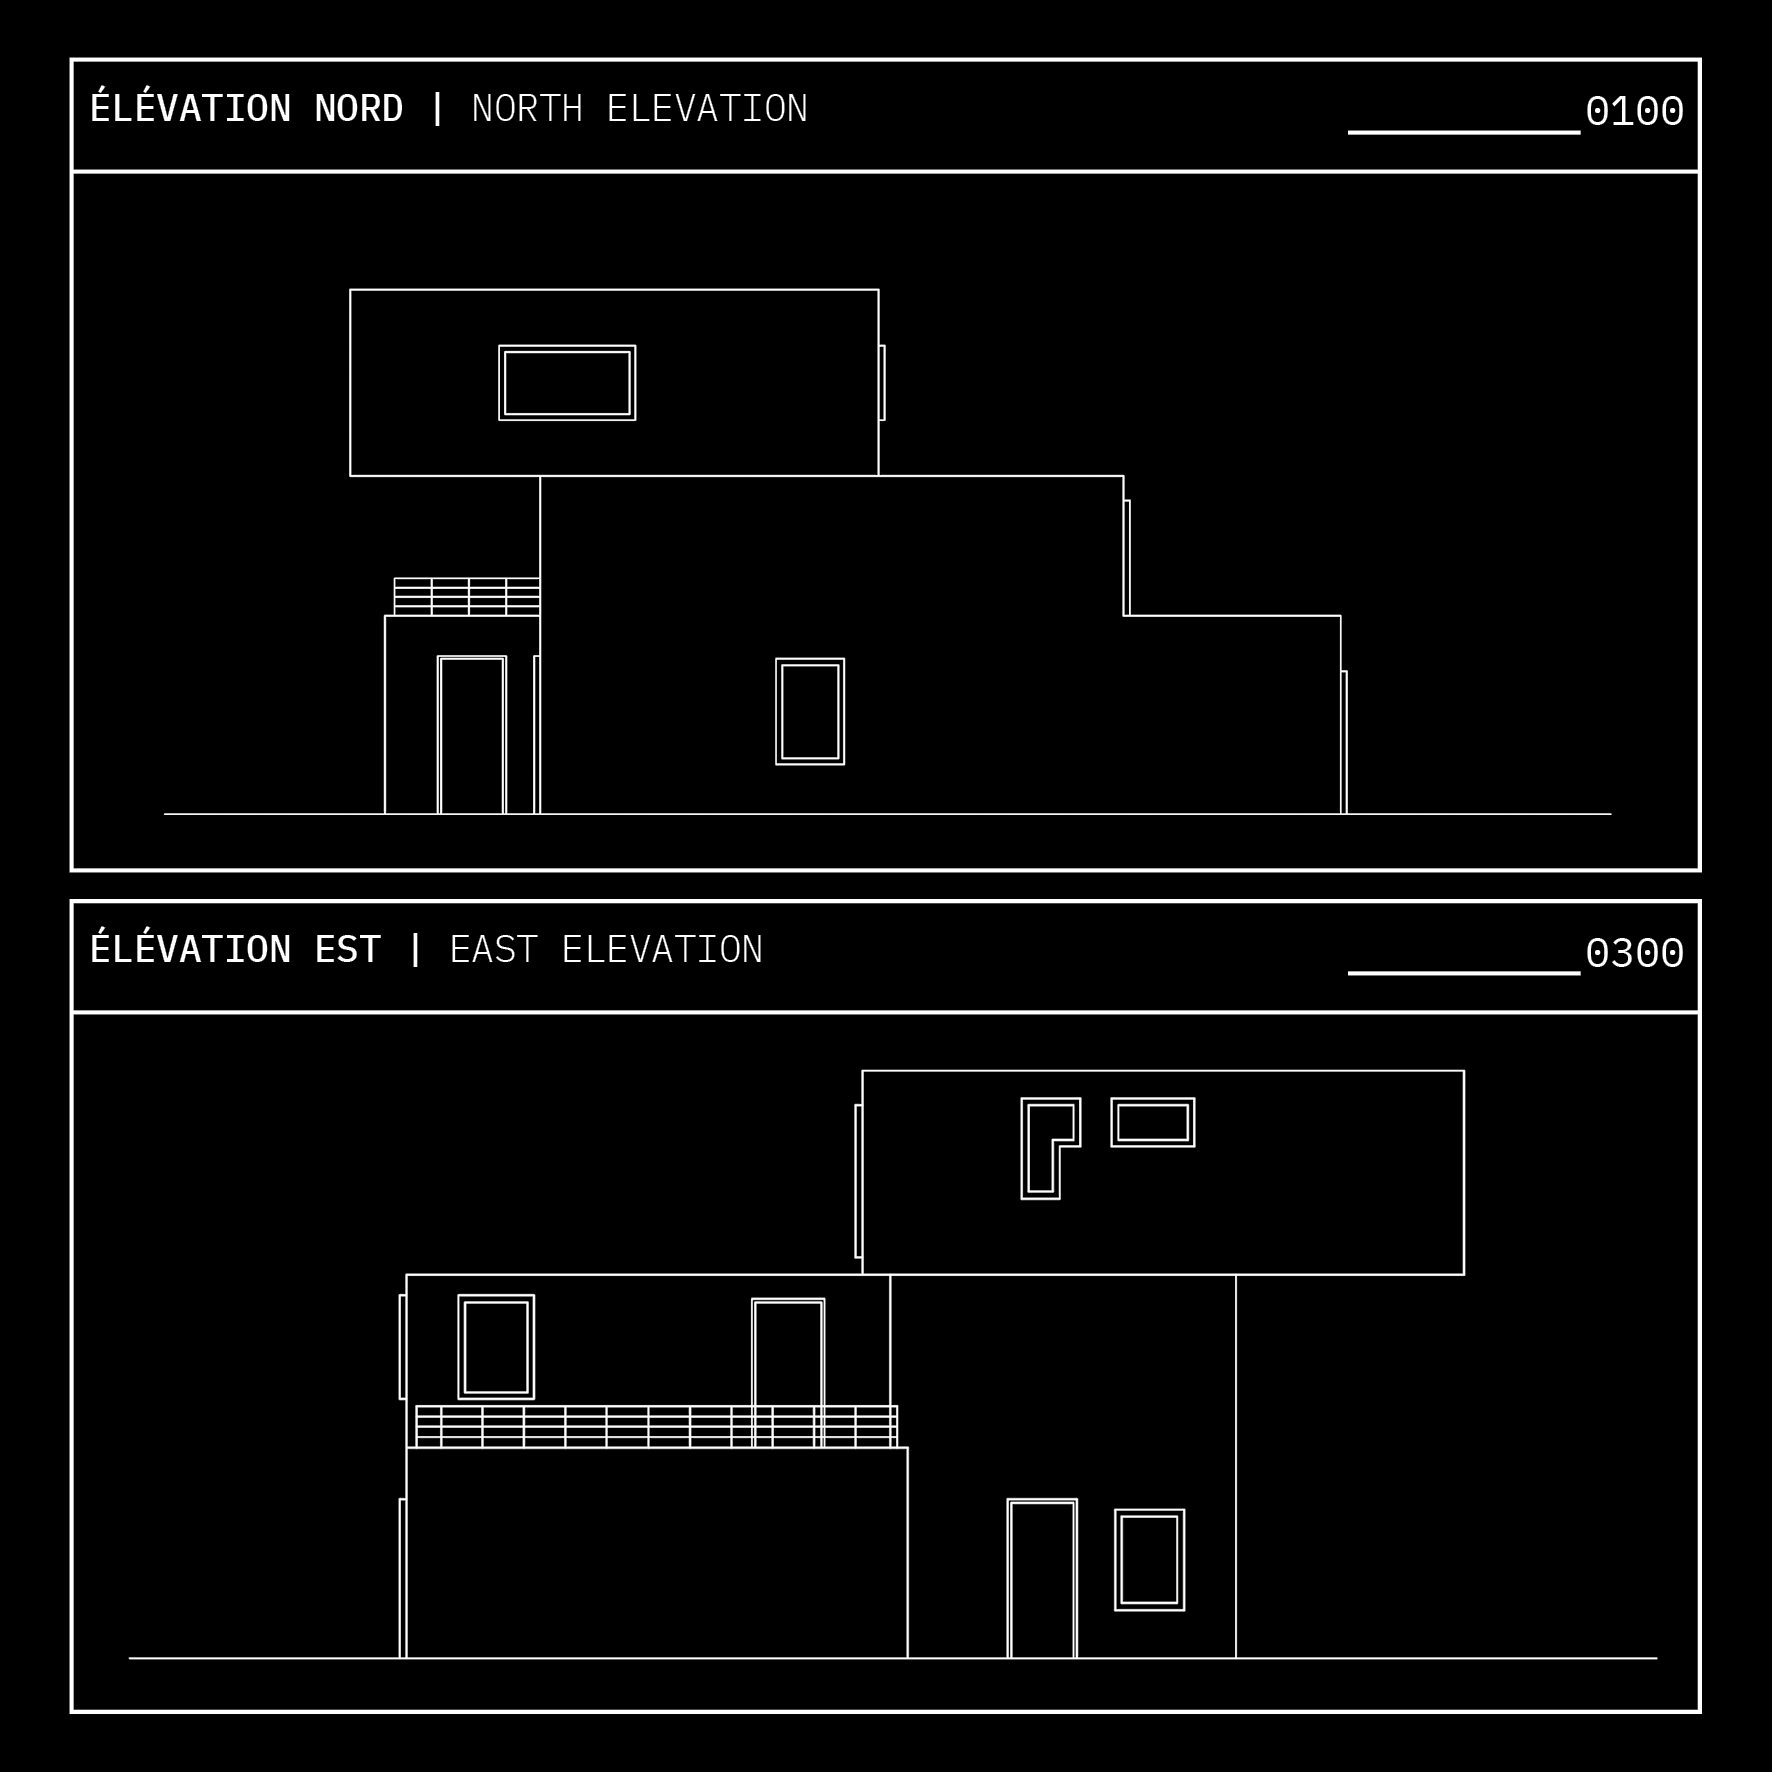 ÉLÉVATION NORD | NORTH ELEVATION
0100
ÉLÉVATION EST | EAST ELEVATION
0300